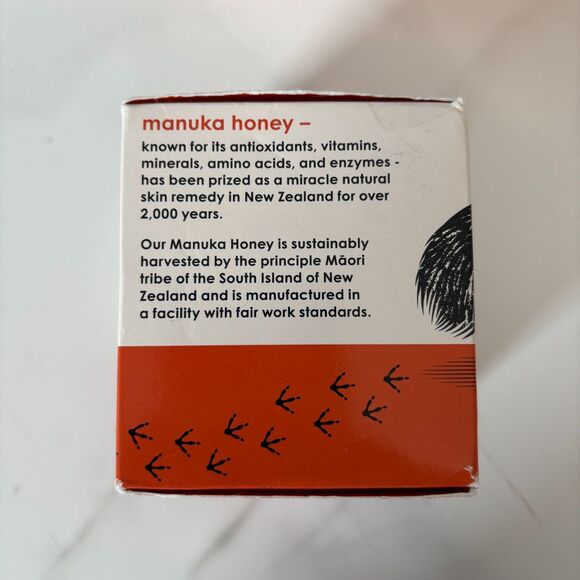 manuka honey –
known for its antioxidants, vitamins,
minerals, amino acids, and enzymes -
has been prized as a miracle natural
skin remedy in New Zealand for over
2,000 years.
Our Manuka Honey is sustainably
harvested by the principle Māori
tribe of the South Island of New
Zealand and is manufactured in
a facility with fair work standards.